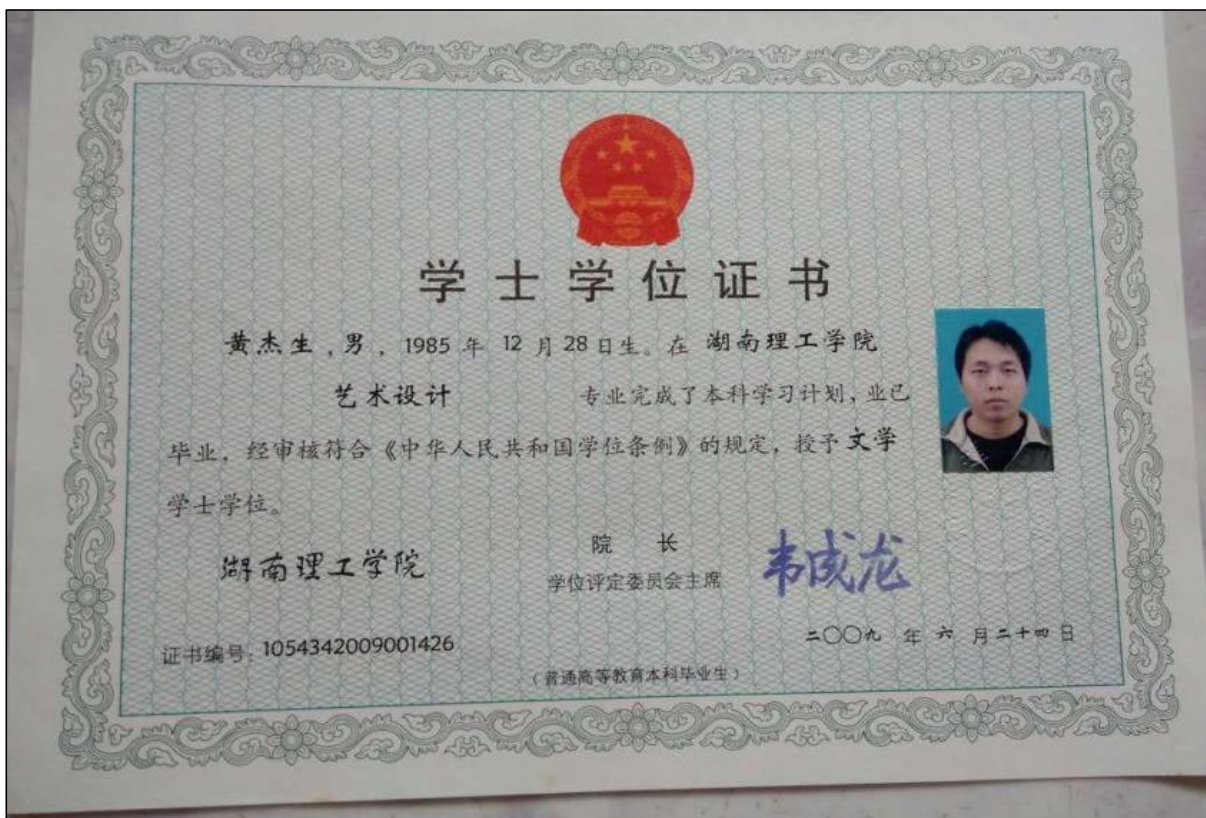 学士学位证书
黄杰生，男，1985 年 12 月 28 日生。在 湖南理工学院
艺术设计 专业完成了本科学习计划，业已
毕业，经审核符合《中华人民共和国学位条例》的规定，授予 文学
学士学位。
湖南理工学院
院 长
学位评定委员会主席
韦成龙
证书编号：1054342009001426
二〇〇九 年 六 月 二十四 日
（普通高等教育本科毕业生）